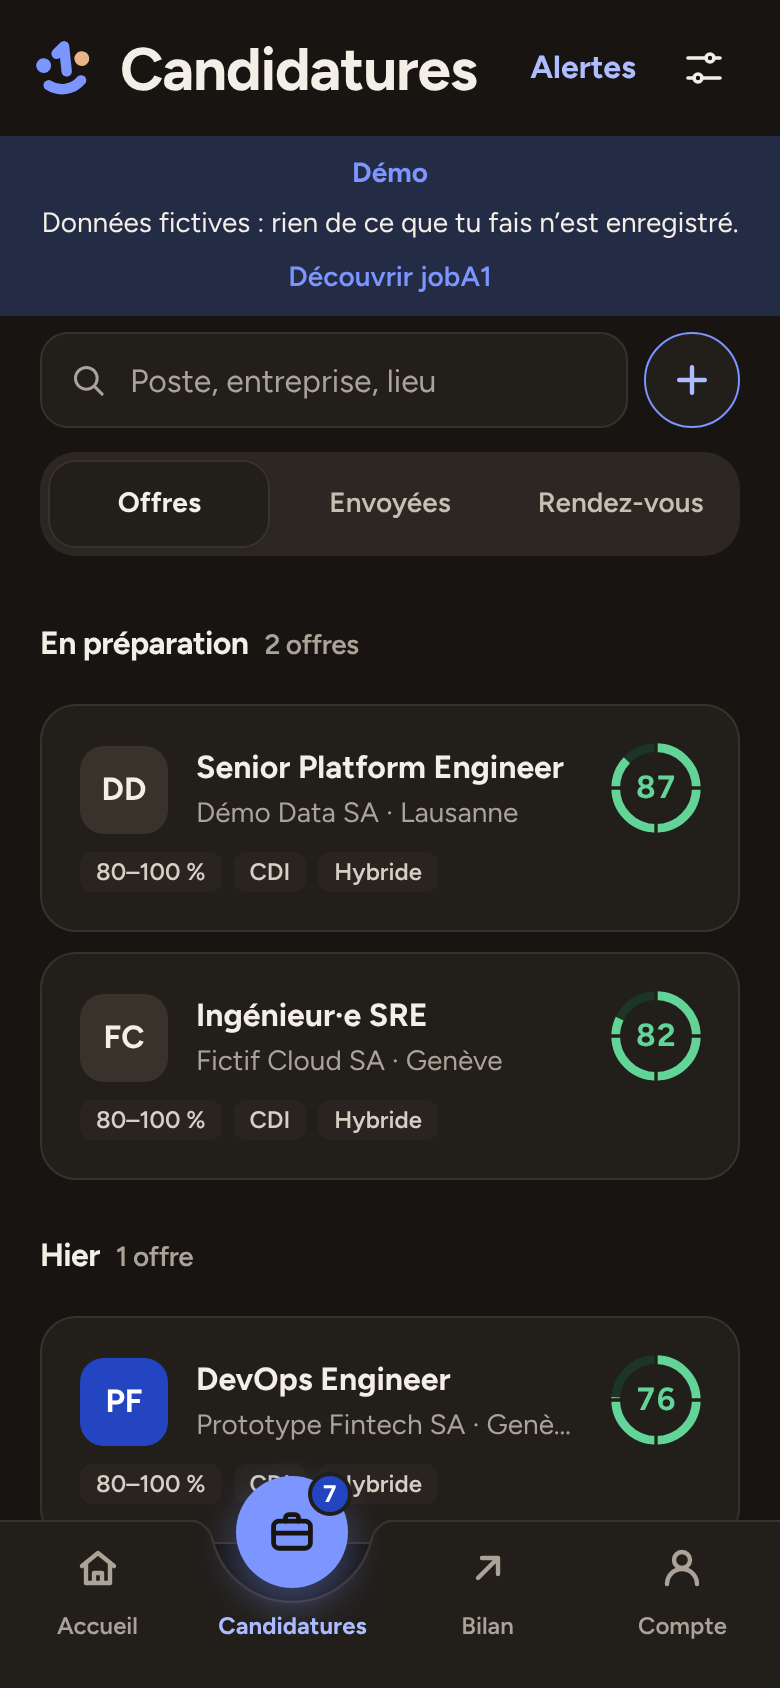 Candidatures
Alertes
Démo
Données fictives : rien de ce que tu fais n’est enregistré.
Découvrir jobA1
Poste, entreprise, lieu
Offres
Envoyées
Rendez-vous
En préparation 2 offres
DD
Senior Platform Engineer
Démo Data SA · Lausanne
87
80–100 %
CDI
Hybride
FC
Ingénieur·e SRE
Fictif Cloud SA · Genève
82
80–100 %
CDI
Hybride
Hier 1 offre
PF
DevOps Engineer
Prototype Fintech SA · Genè...
76
80–100 %
7
Accueil
Candidatures
Bilan
Compte